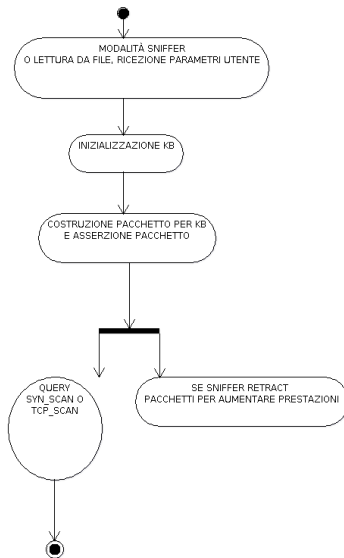 MODALITÀ SNIFFER
O LETTURA DA FILE, RICEZIONE PARAMETRI UTENTE
INIZIALIZZAZIONE KB
COSTRUZIONE PACCHETTO PER KB
E ASSERZIONE PACCHETTO
QUERY
SYN_SCAN O
TCP_SCAN
SE SNIFFER RETRACT
PACCHETTI PER AUMENTARE PRESTAZIONI